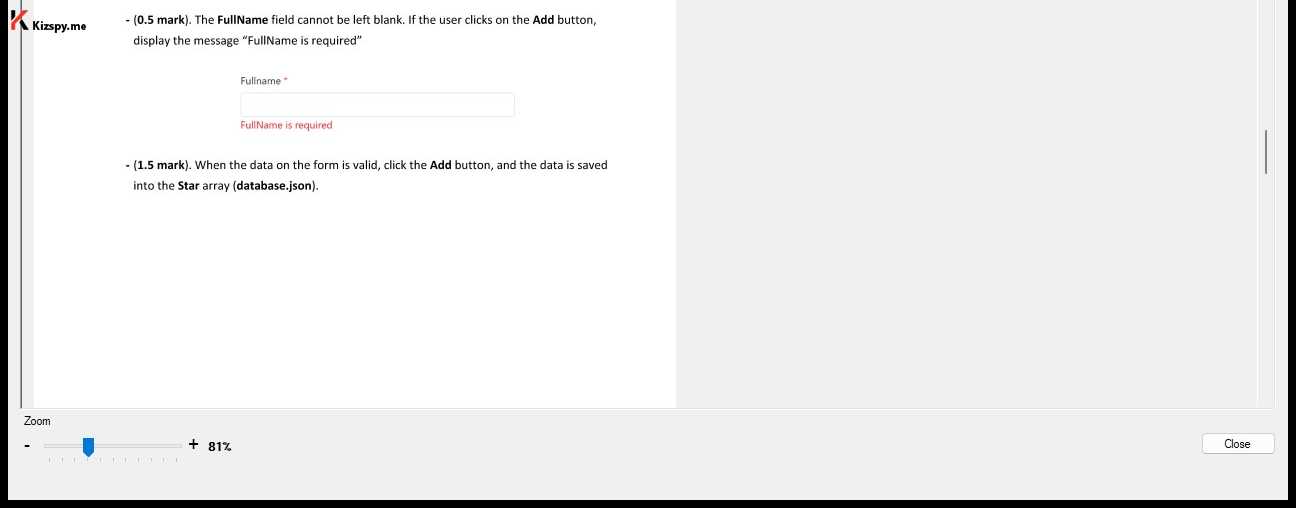 Kizspy.me
- (0.5 mark). The FullName field cannot be left blank. If the user clicks on the Add button,
display the message “FullName is required”
Fullname *
FullName is required
- (1.5 mark). When the data on the form is valid, click the Add button, and the data is saved
into the Star array (database.json).
Zoom
- + 81%
Close